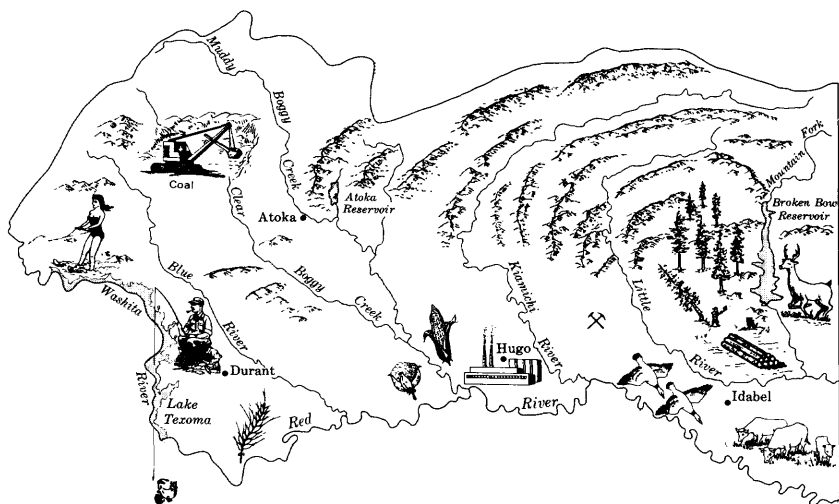 Muddy
Boggy
Creek
Coal
Clear
Boggy
Creek
Atoka
Atoka
Reservoir
Mountain Fork
Broken Bow
Reservoir
Washita
River
Blue
River
Kiamichi
River
Little
River
Durant
Hugo
Lake
Texoma
Red
River
Idabel